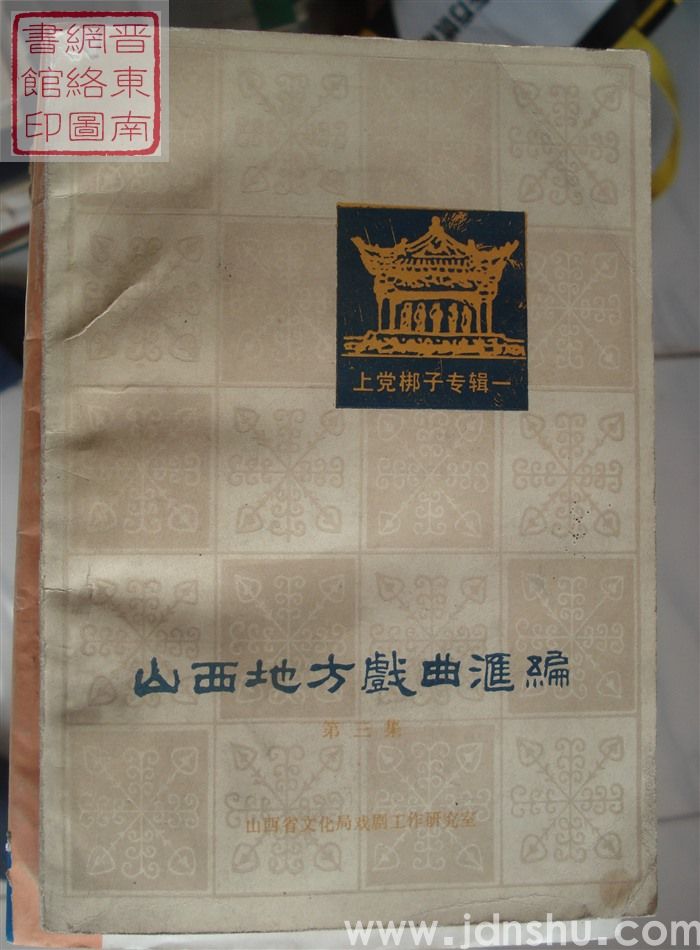 晋東南
網絡圖
書館印
上党梆子专辑一
山西地方戲曲滙編
第三集
山西省文化局戏剧工作研究室
www.jdnshu.com